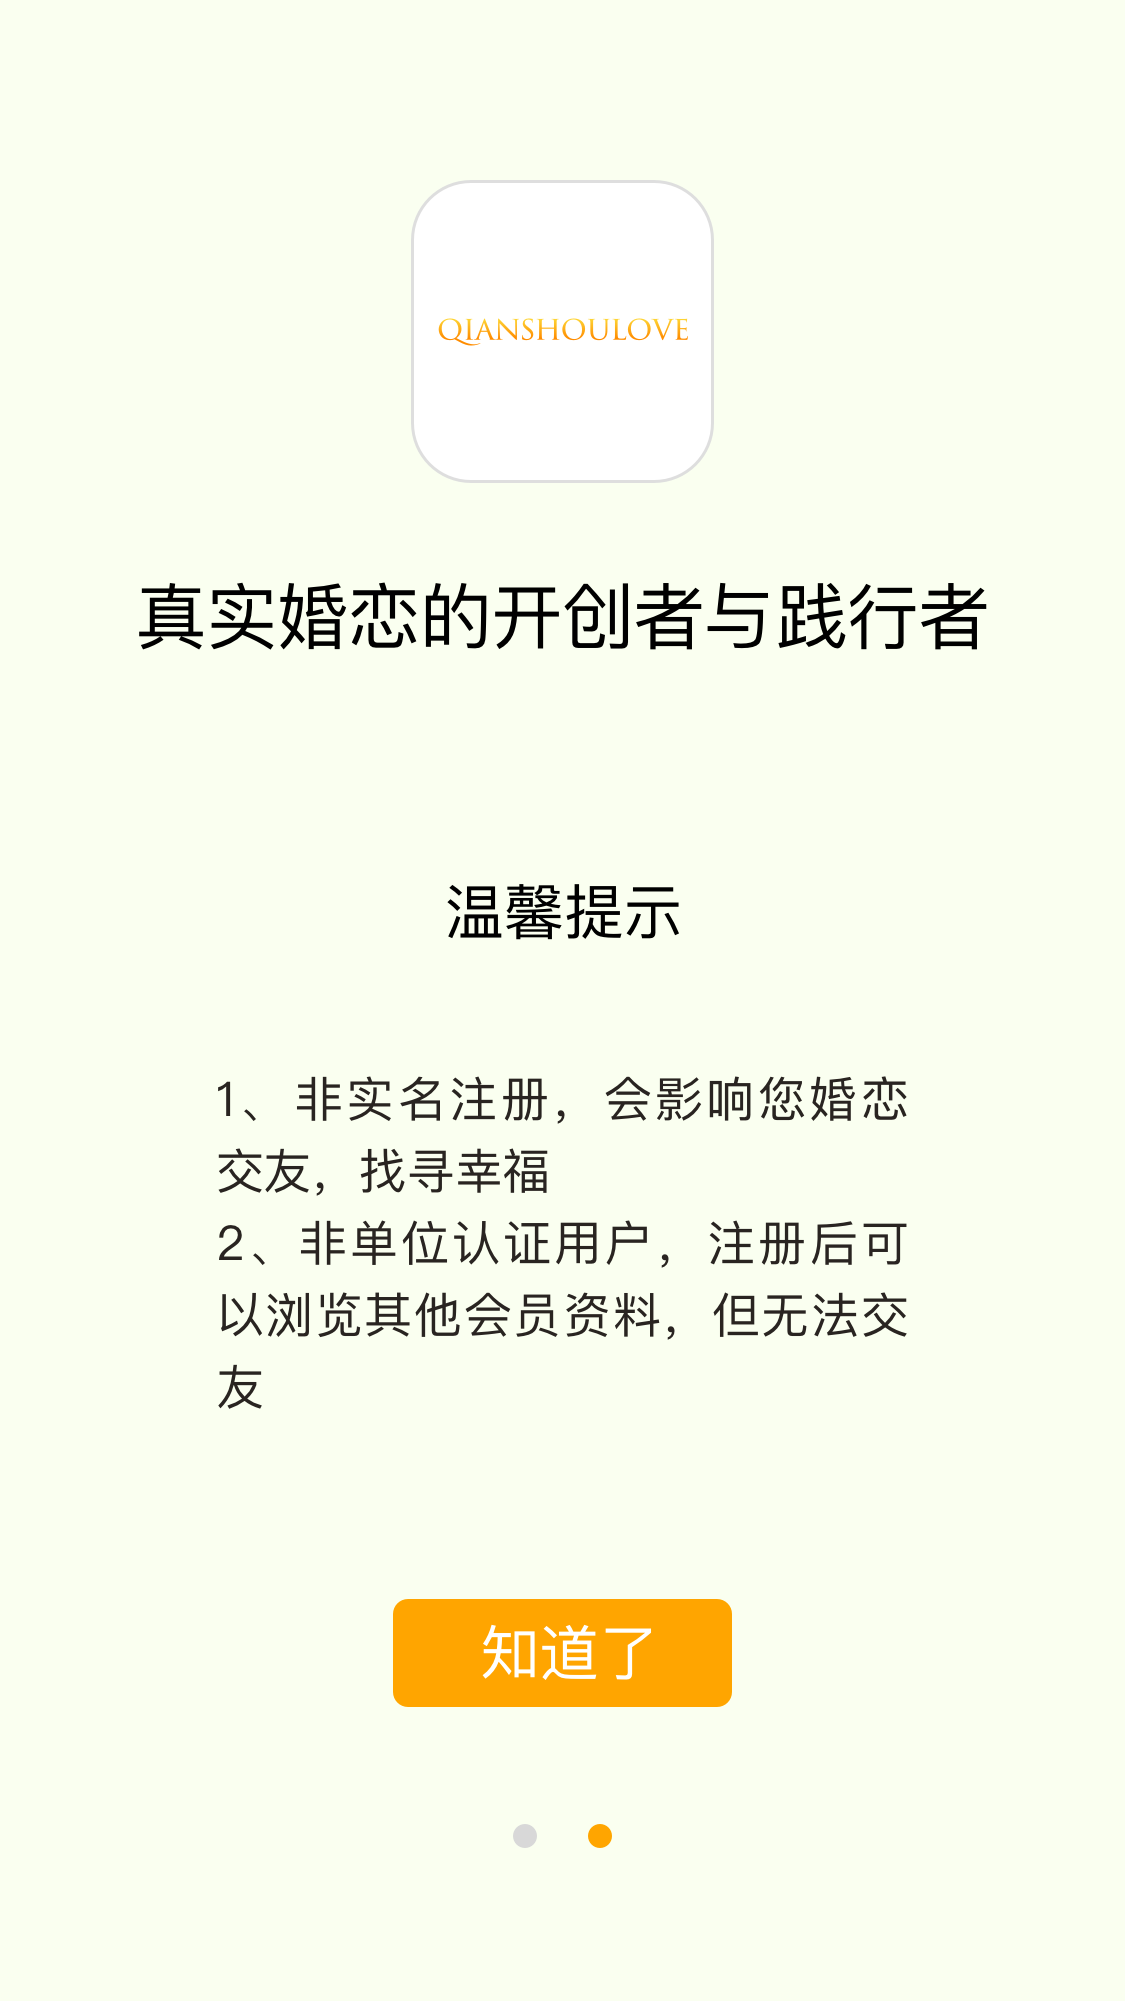 QIANSHOULOVE
真实婚恋的开创者与践行者
温馨提示
1、非实名注册，会影响您婚恋
交友，找寻幸福
2、非单位认证用户，注册后可
以浏览其他会员资料，但无法交
友
知道了